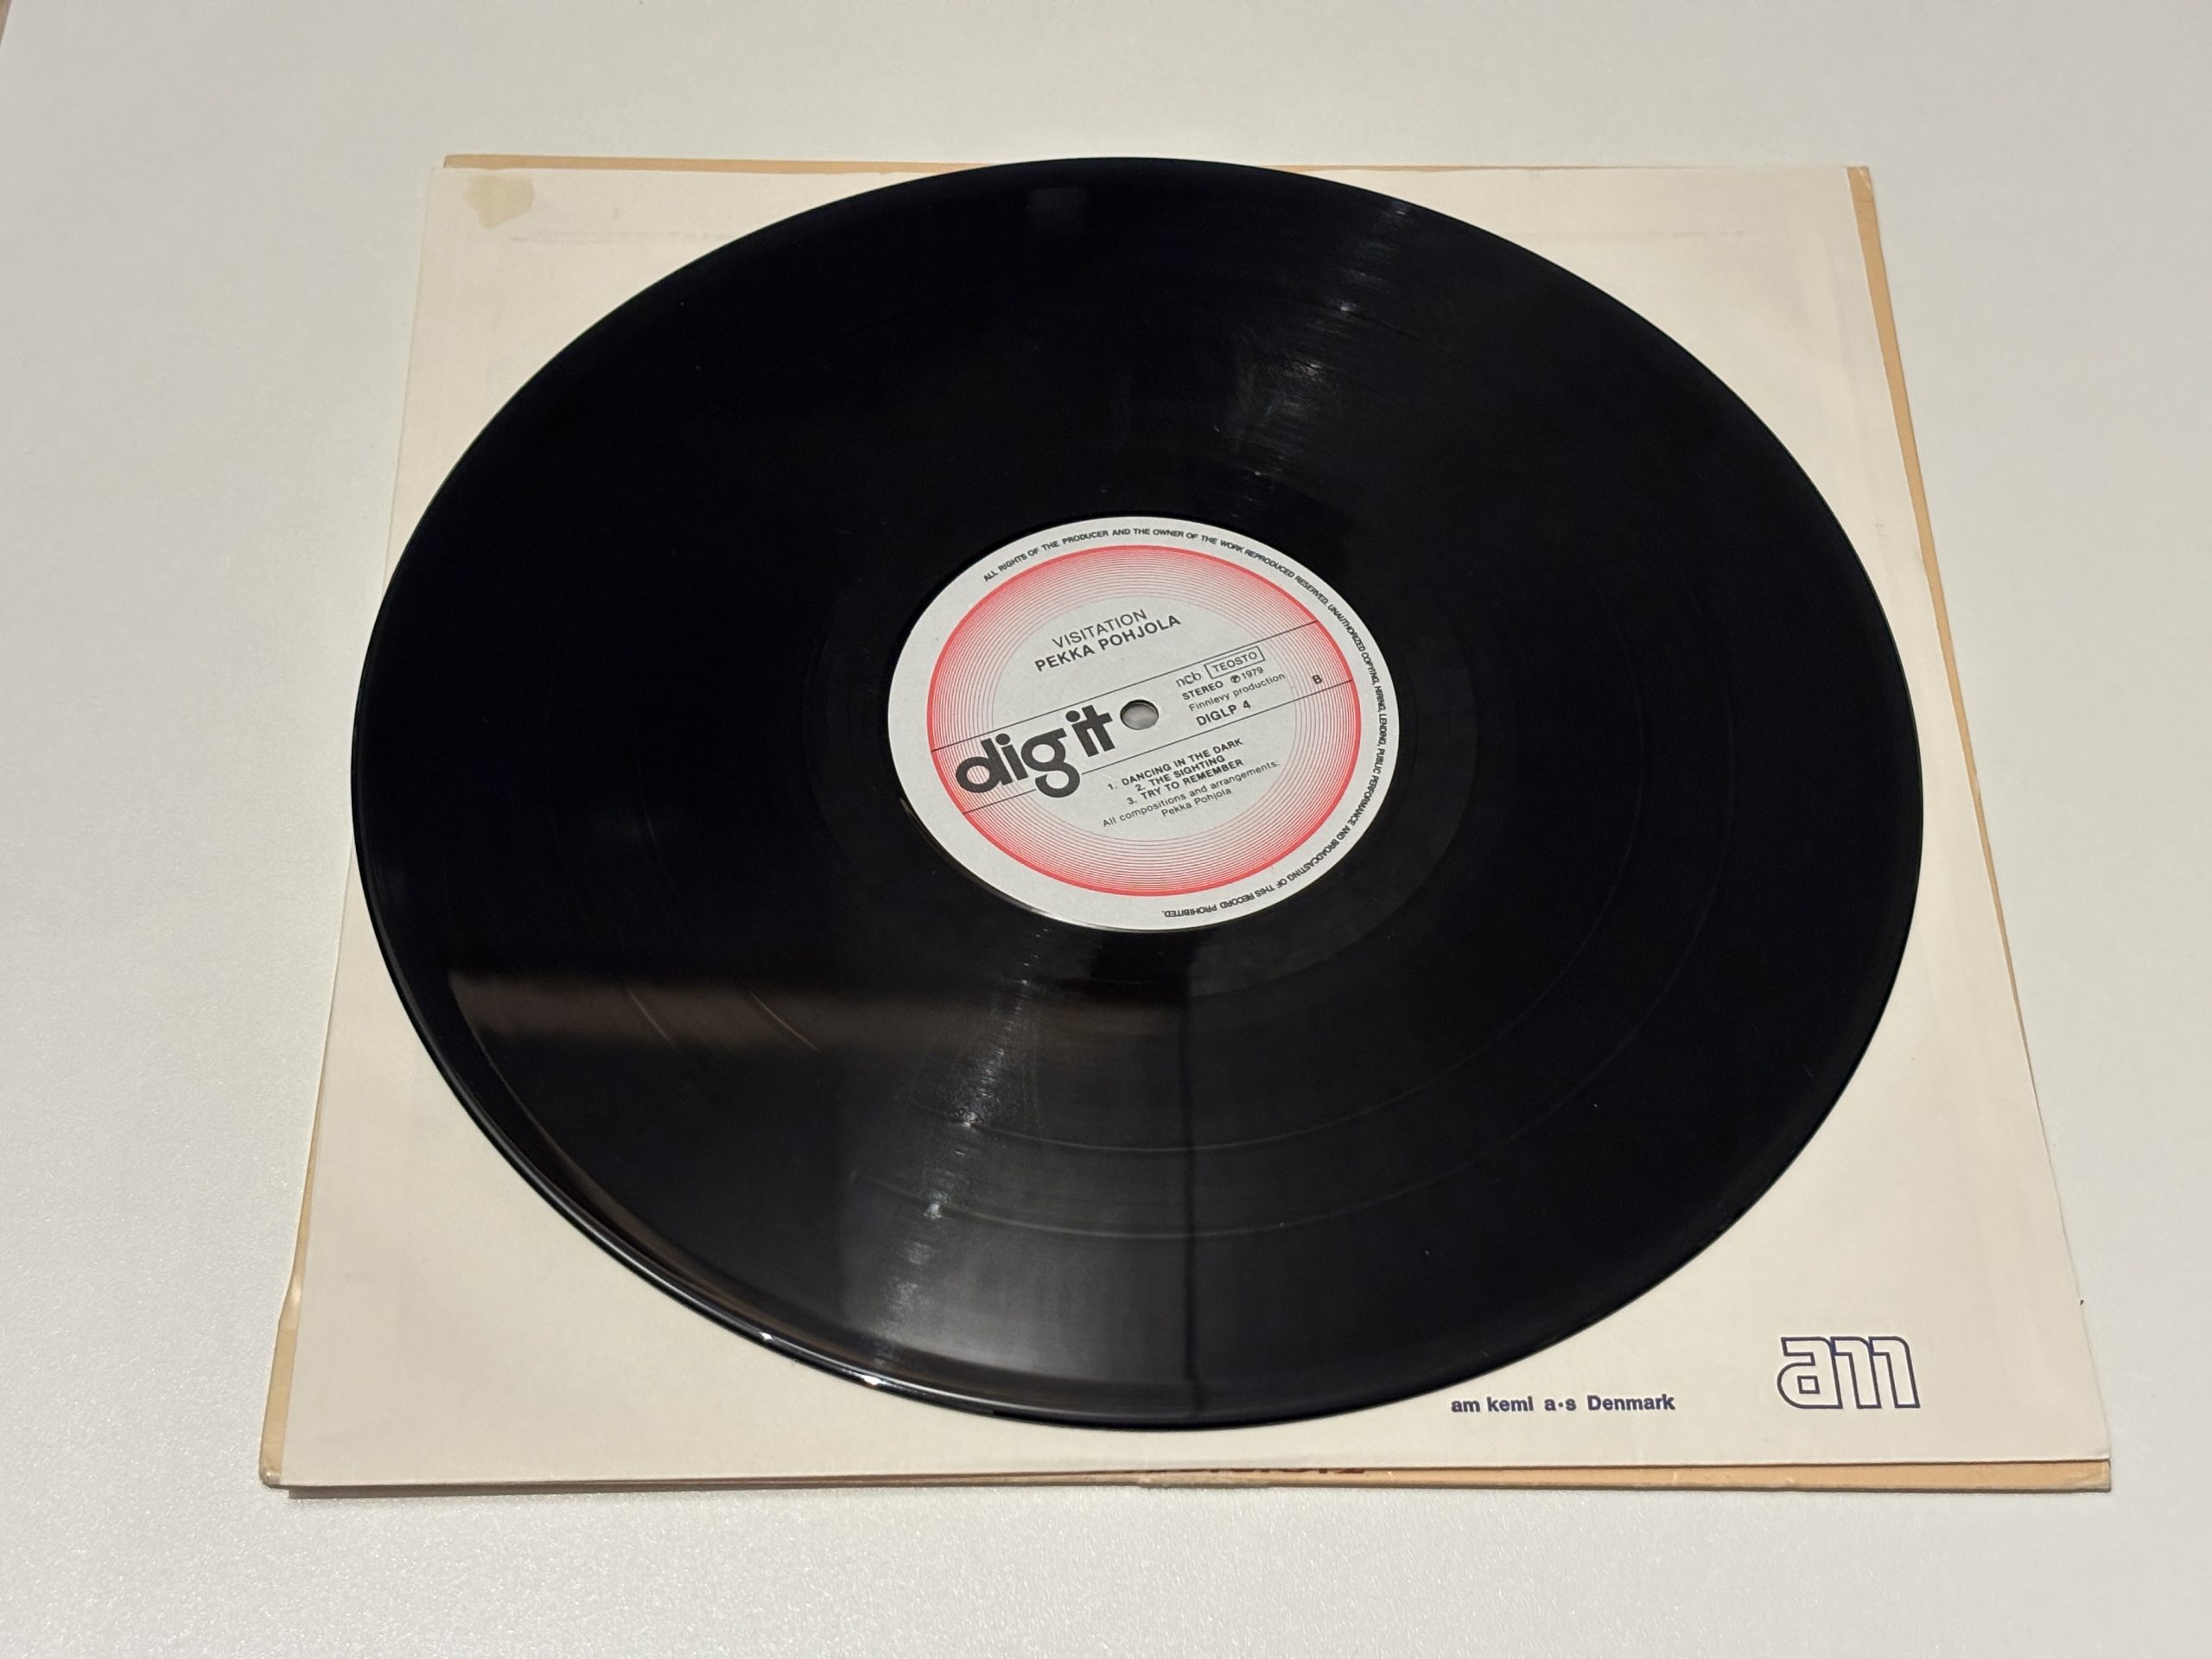 ALL RIGHTS OF THE PRODUCER AND THE OWNER OF THE WORK REPRODUCED RESERVED. UNAUTHORIZED COPYING, HIRING, LENDING, PUBLIC PERFORMANCE AND BROADCASTING OF THIS RECORD PROHIBITED.
VISITATION
PEKKA POHJOLA
ncb TEOSTO
STEREO ℗ 1979
Finnlevy production
DIGLP 4
B
digit
1. DANCING IN THE DARK
2. THE SIGHTING
3. TRY TO REMEMBER
All compositions and arrangements:
Pekka Pohjola
am
am kemi a·s Denmark